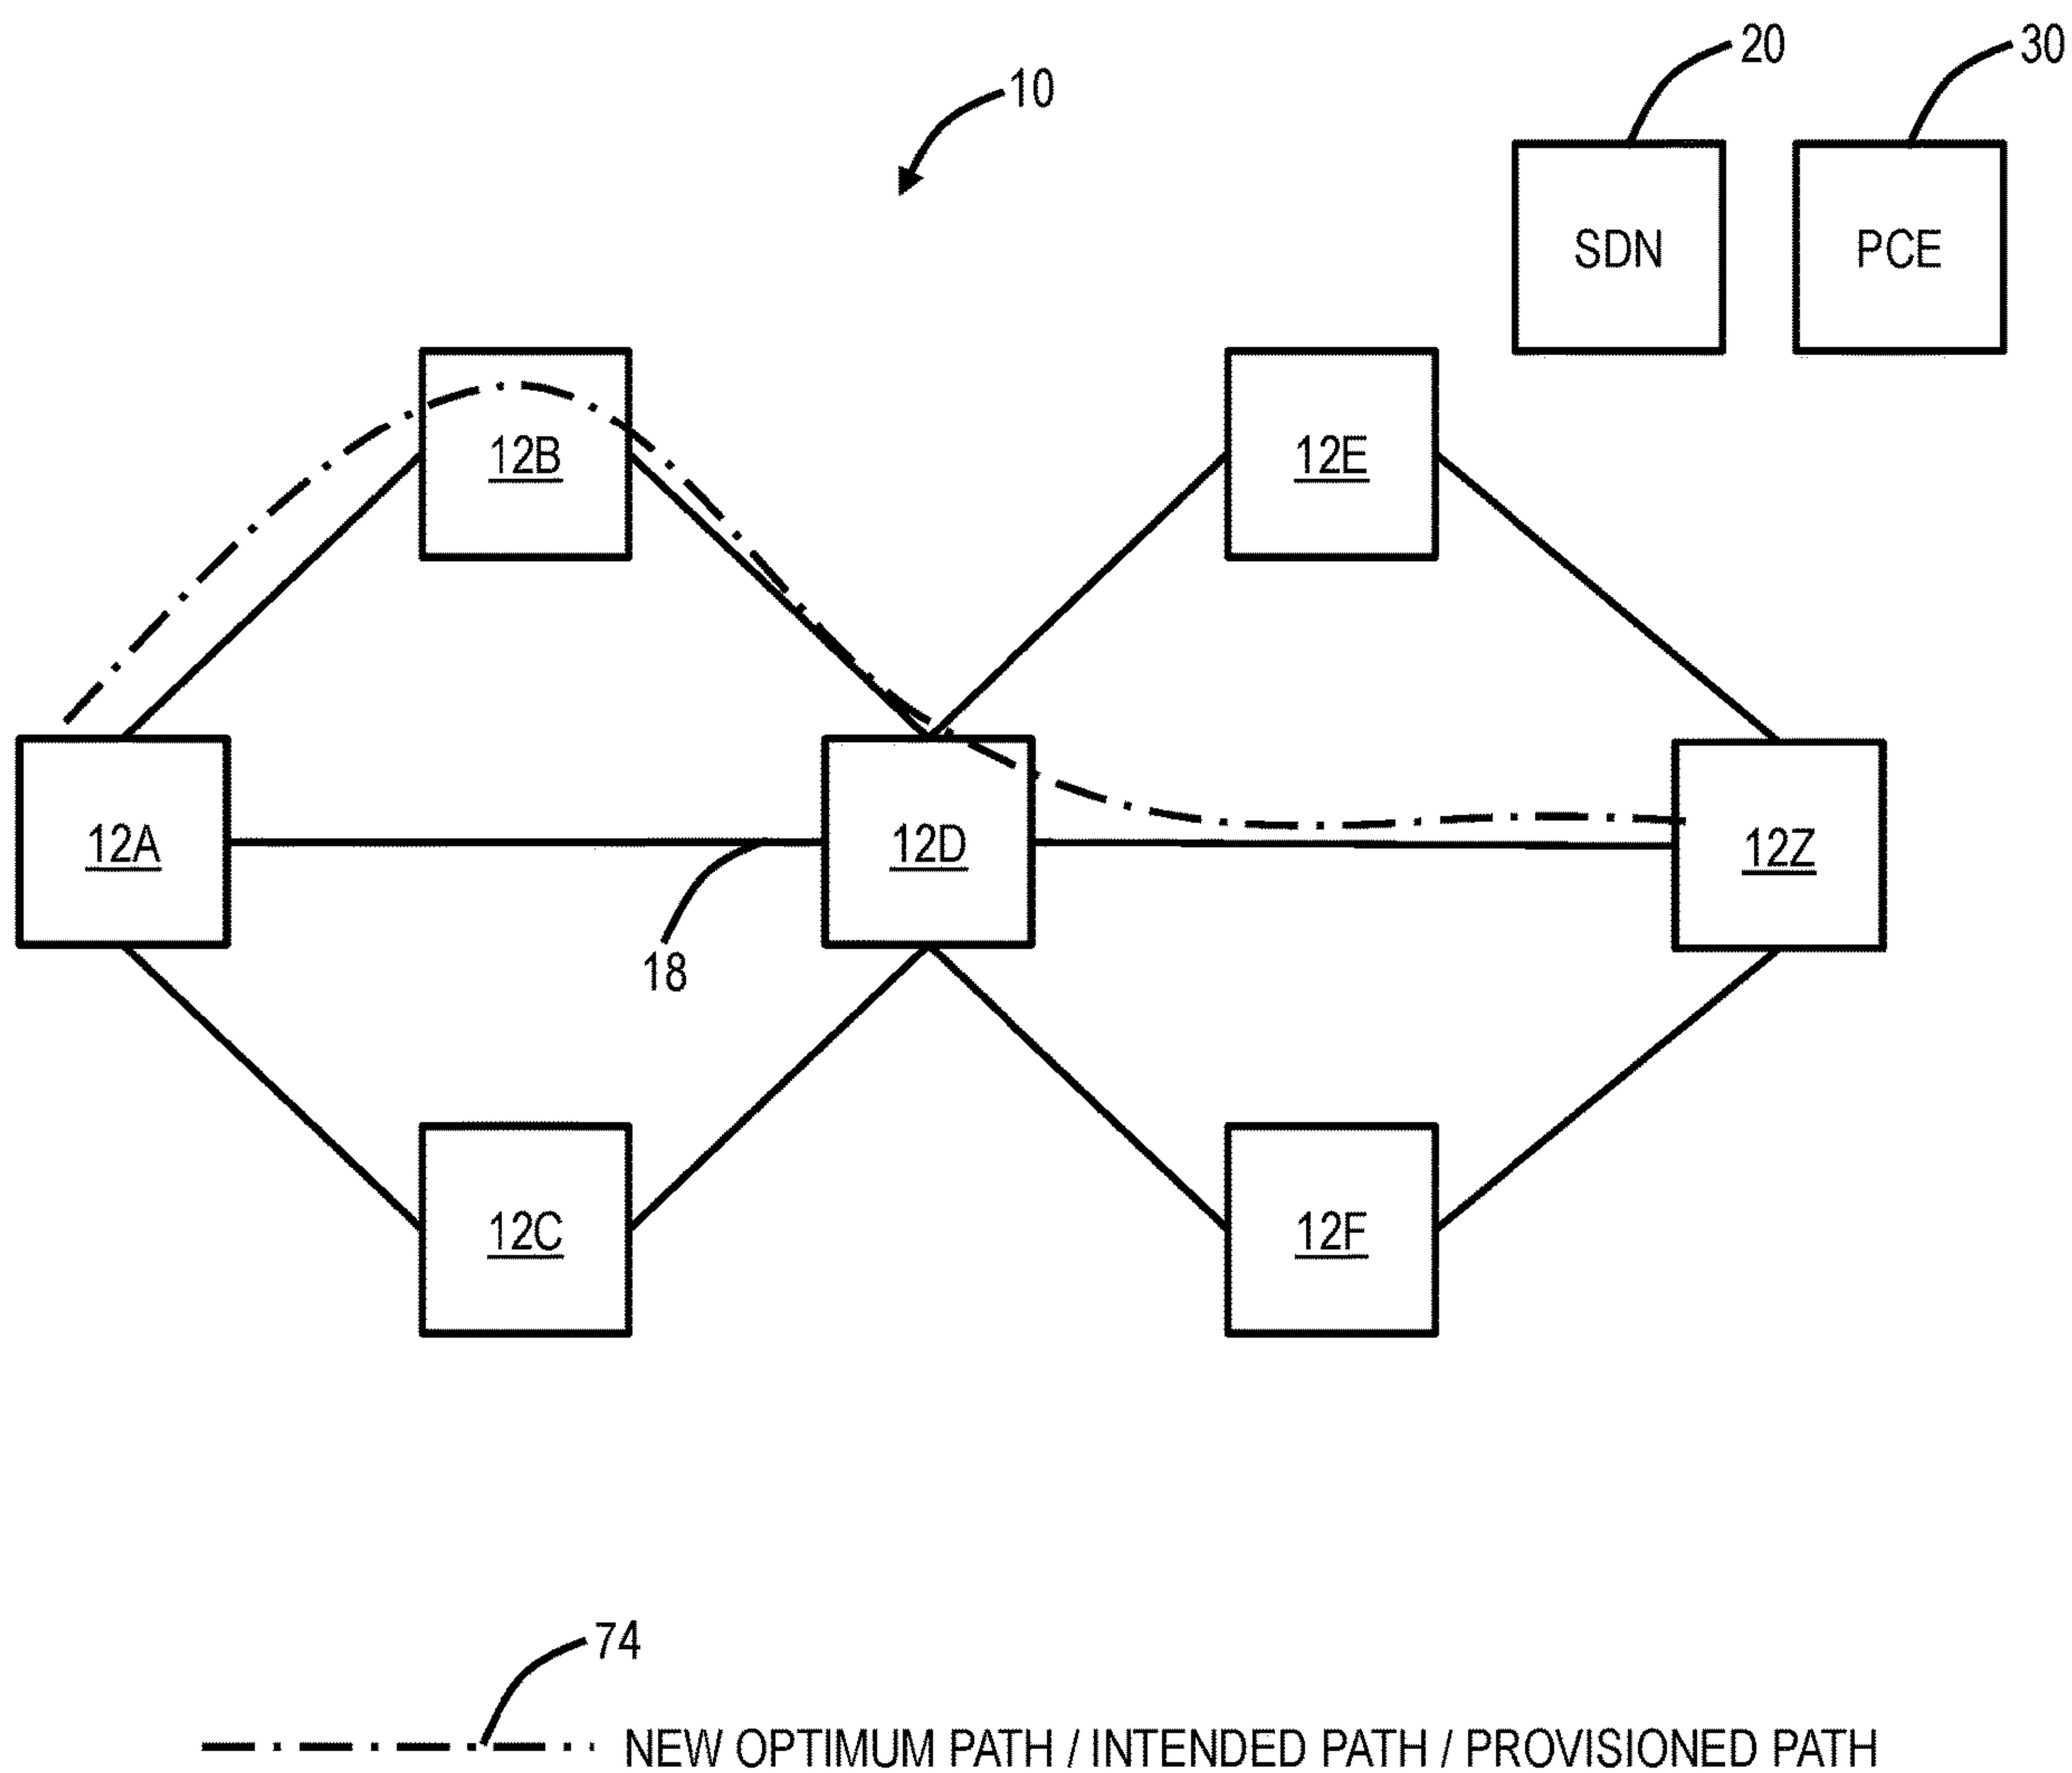 20
30
10
SDN
PCE
12B
12E
12A
12D
12Z
18
12C
12F
74
NEW OPTIMUM PATH / INTENDED PATH / PROVISIONED PATH